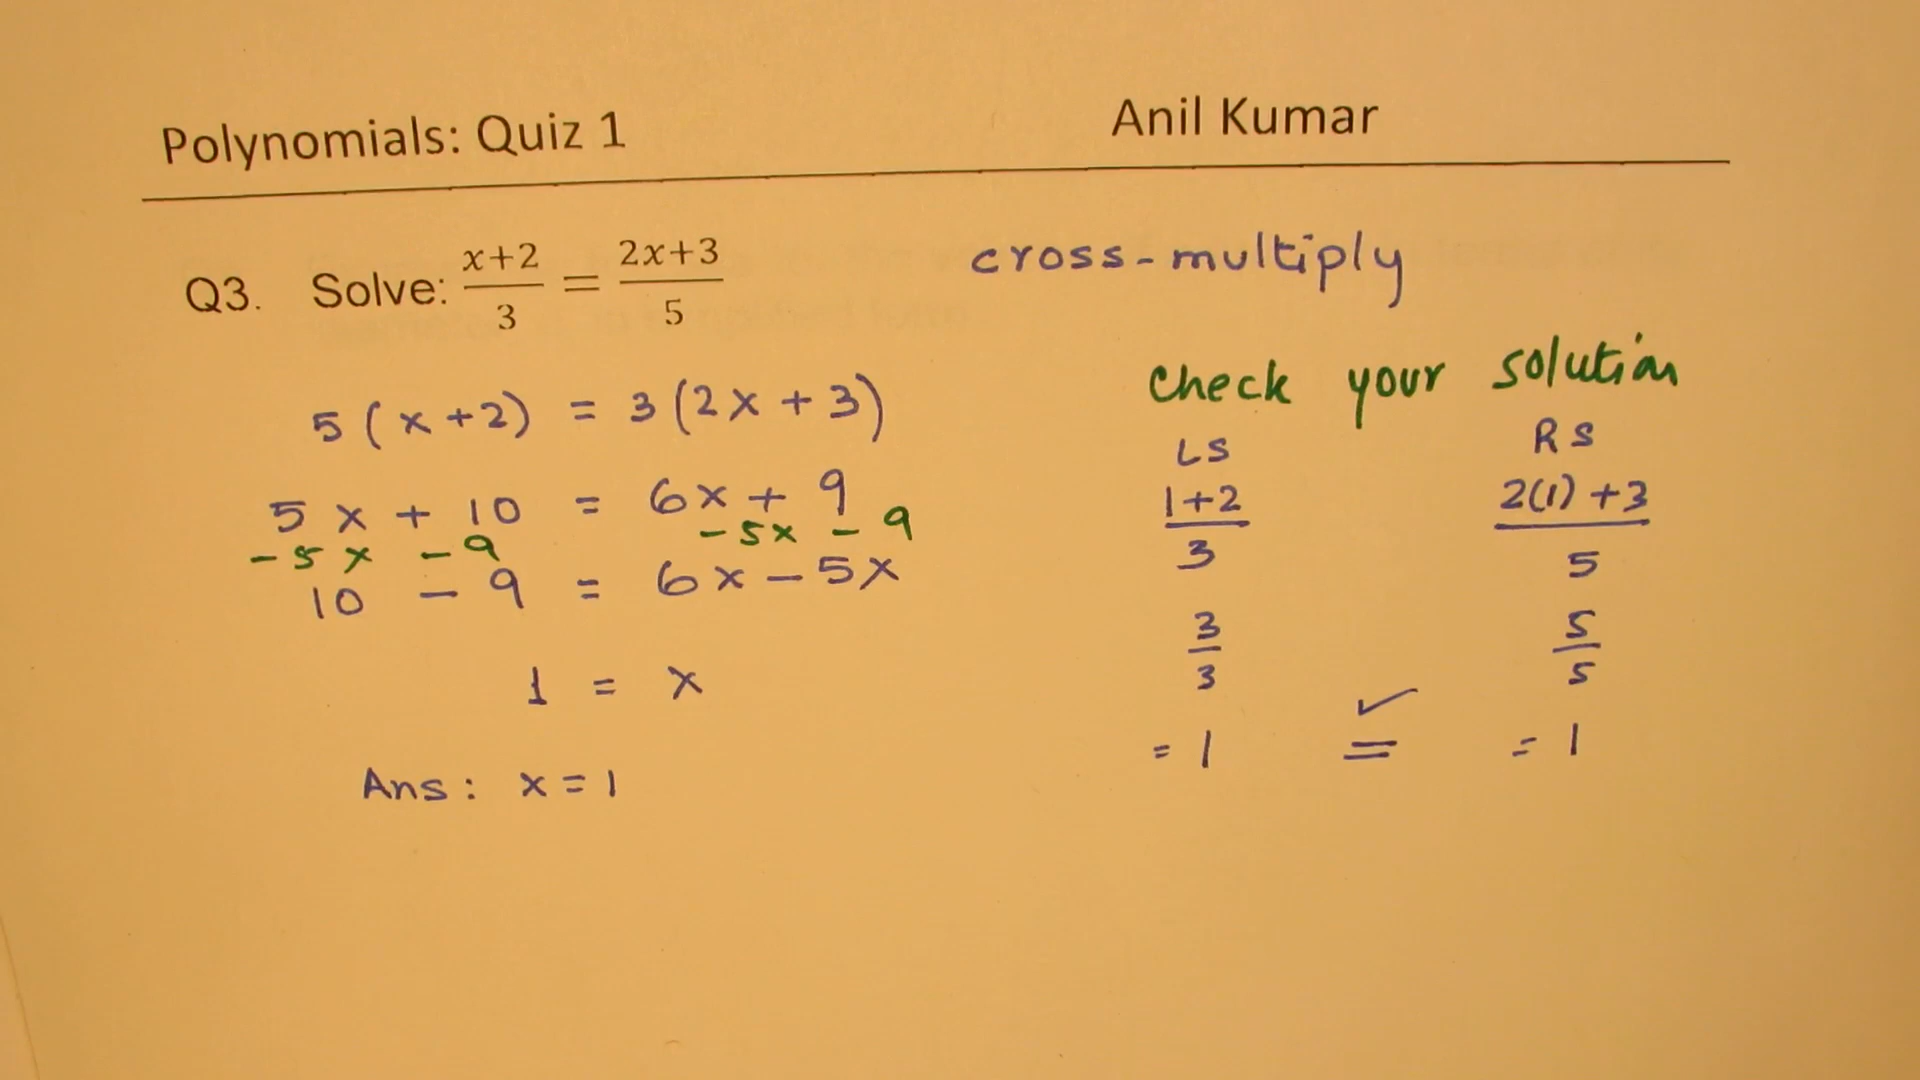 Polynomials: Quiz 1 Anil Kumar
Q3. Solve: x+2/3 = 2x+3/5
cross-multiply
5(x+2) = 3(2x+3)
5x + 10 = 6x + 9
-5x -9 -5x -9
10 - 9 = 6x - 5x
1 = x
Ans: x = 1
Check your solution
LS RS
1+2/3 2(1)+3/5
3/3 5/5
= 1 ✓= = 1